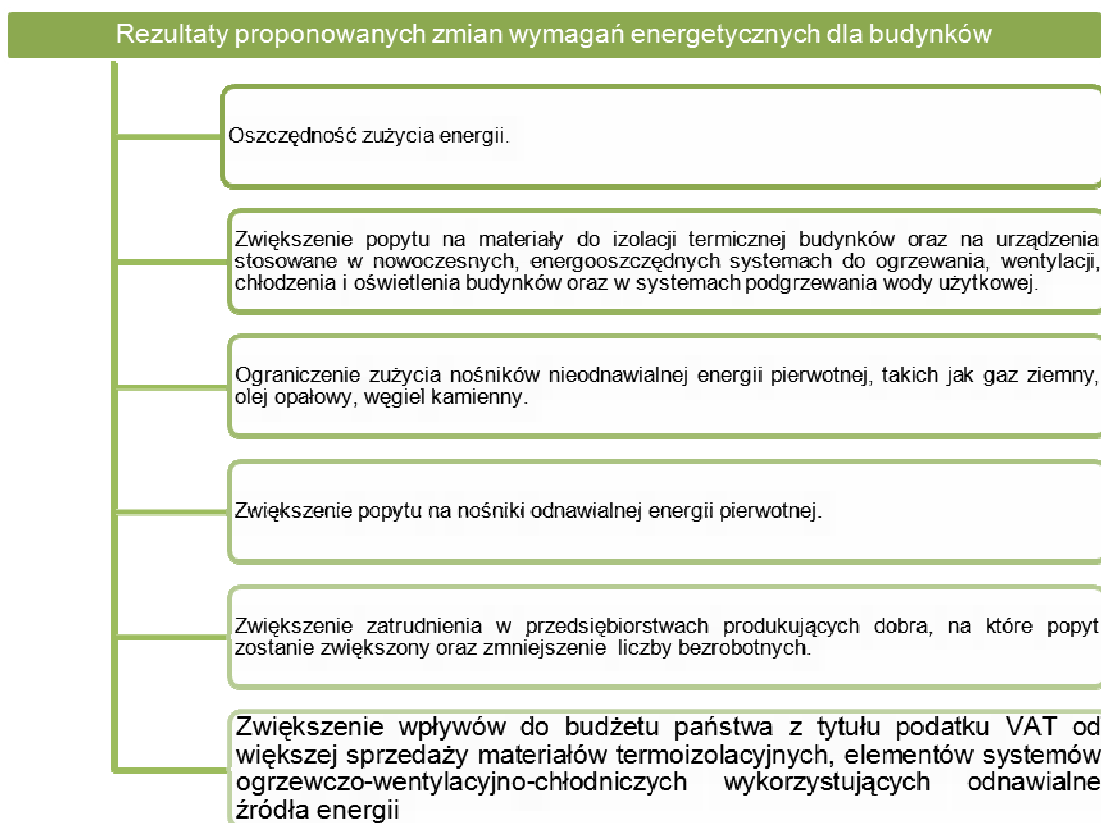 Rezultaty proponowanych zmian wymagań energetycznych dla budynków
Oszczędność zużycia energii.
Zwiększenie popytu na materiały do izolacji termicznej budynków oraz na urządzenia
stosowane w nowoczesnych, energooszczędnych systemach do ogrzewania, wentylacji,
chłodzenia i oświetlenia budynków oraz w systemach podgrzewania wody użytkowej.
Ograniczenie zużycia nośników nieodnawialnej energii pierwotnej, takich jak gaz ziemny,
olej opałowy, węgiel kamienny.
Zwiększenie popytu na nośniki odnawialnej energii pierwotnej.
Zwiększenie zatrudnienia w przedsiębiorstwach produkujących dobra, na które popyt
zostanie zwiększony oraz zmniejszenie liczby bezrobotnych.
Zwiększenie wpływów do budżetu państwa z tytułu podatku VAT od
większej sprzedaży materiałów termoizolacyjnych, elementów systemów
ogrzewczo-wentylacyjno-chłodniczych wykorzystujących odnawialne
źródła energii